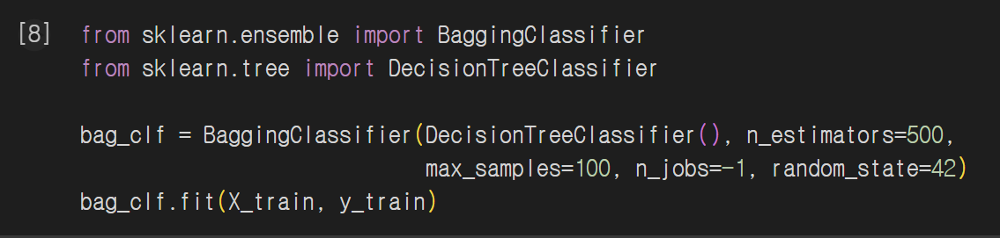 [8] from sklearn.ensemble import BaggingClassifier
from sklearn.tree import DecisionTreeClassifier
bag_clf = BaggingClassifier(DecisionTreeClassifier(), n_estimators=500,
max_samples=100, n_jobs=-1, random_state=42)
bag_clf.fit(X_train, y_train)